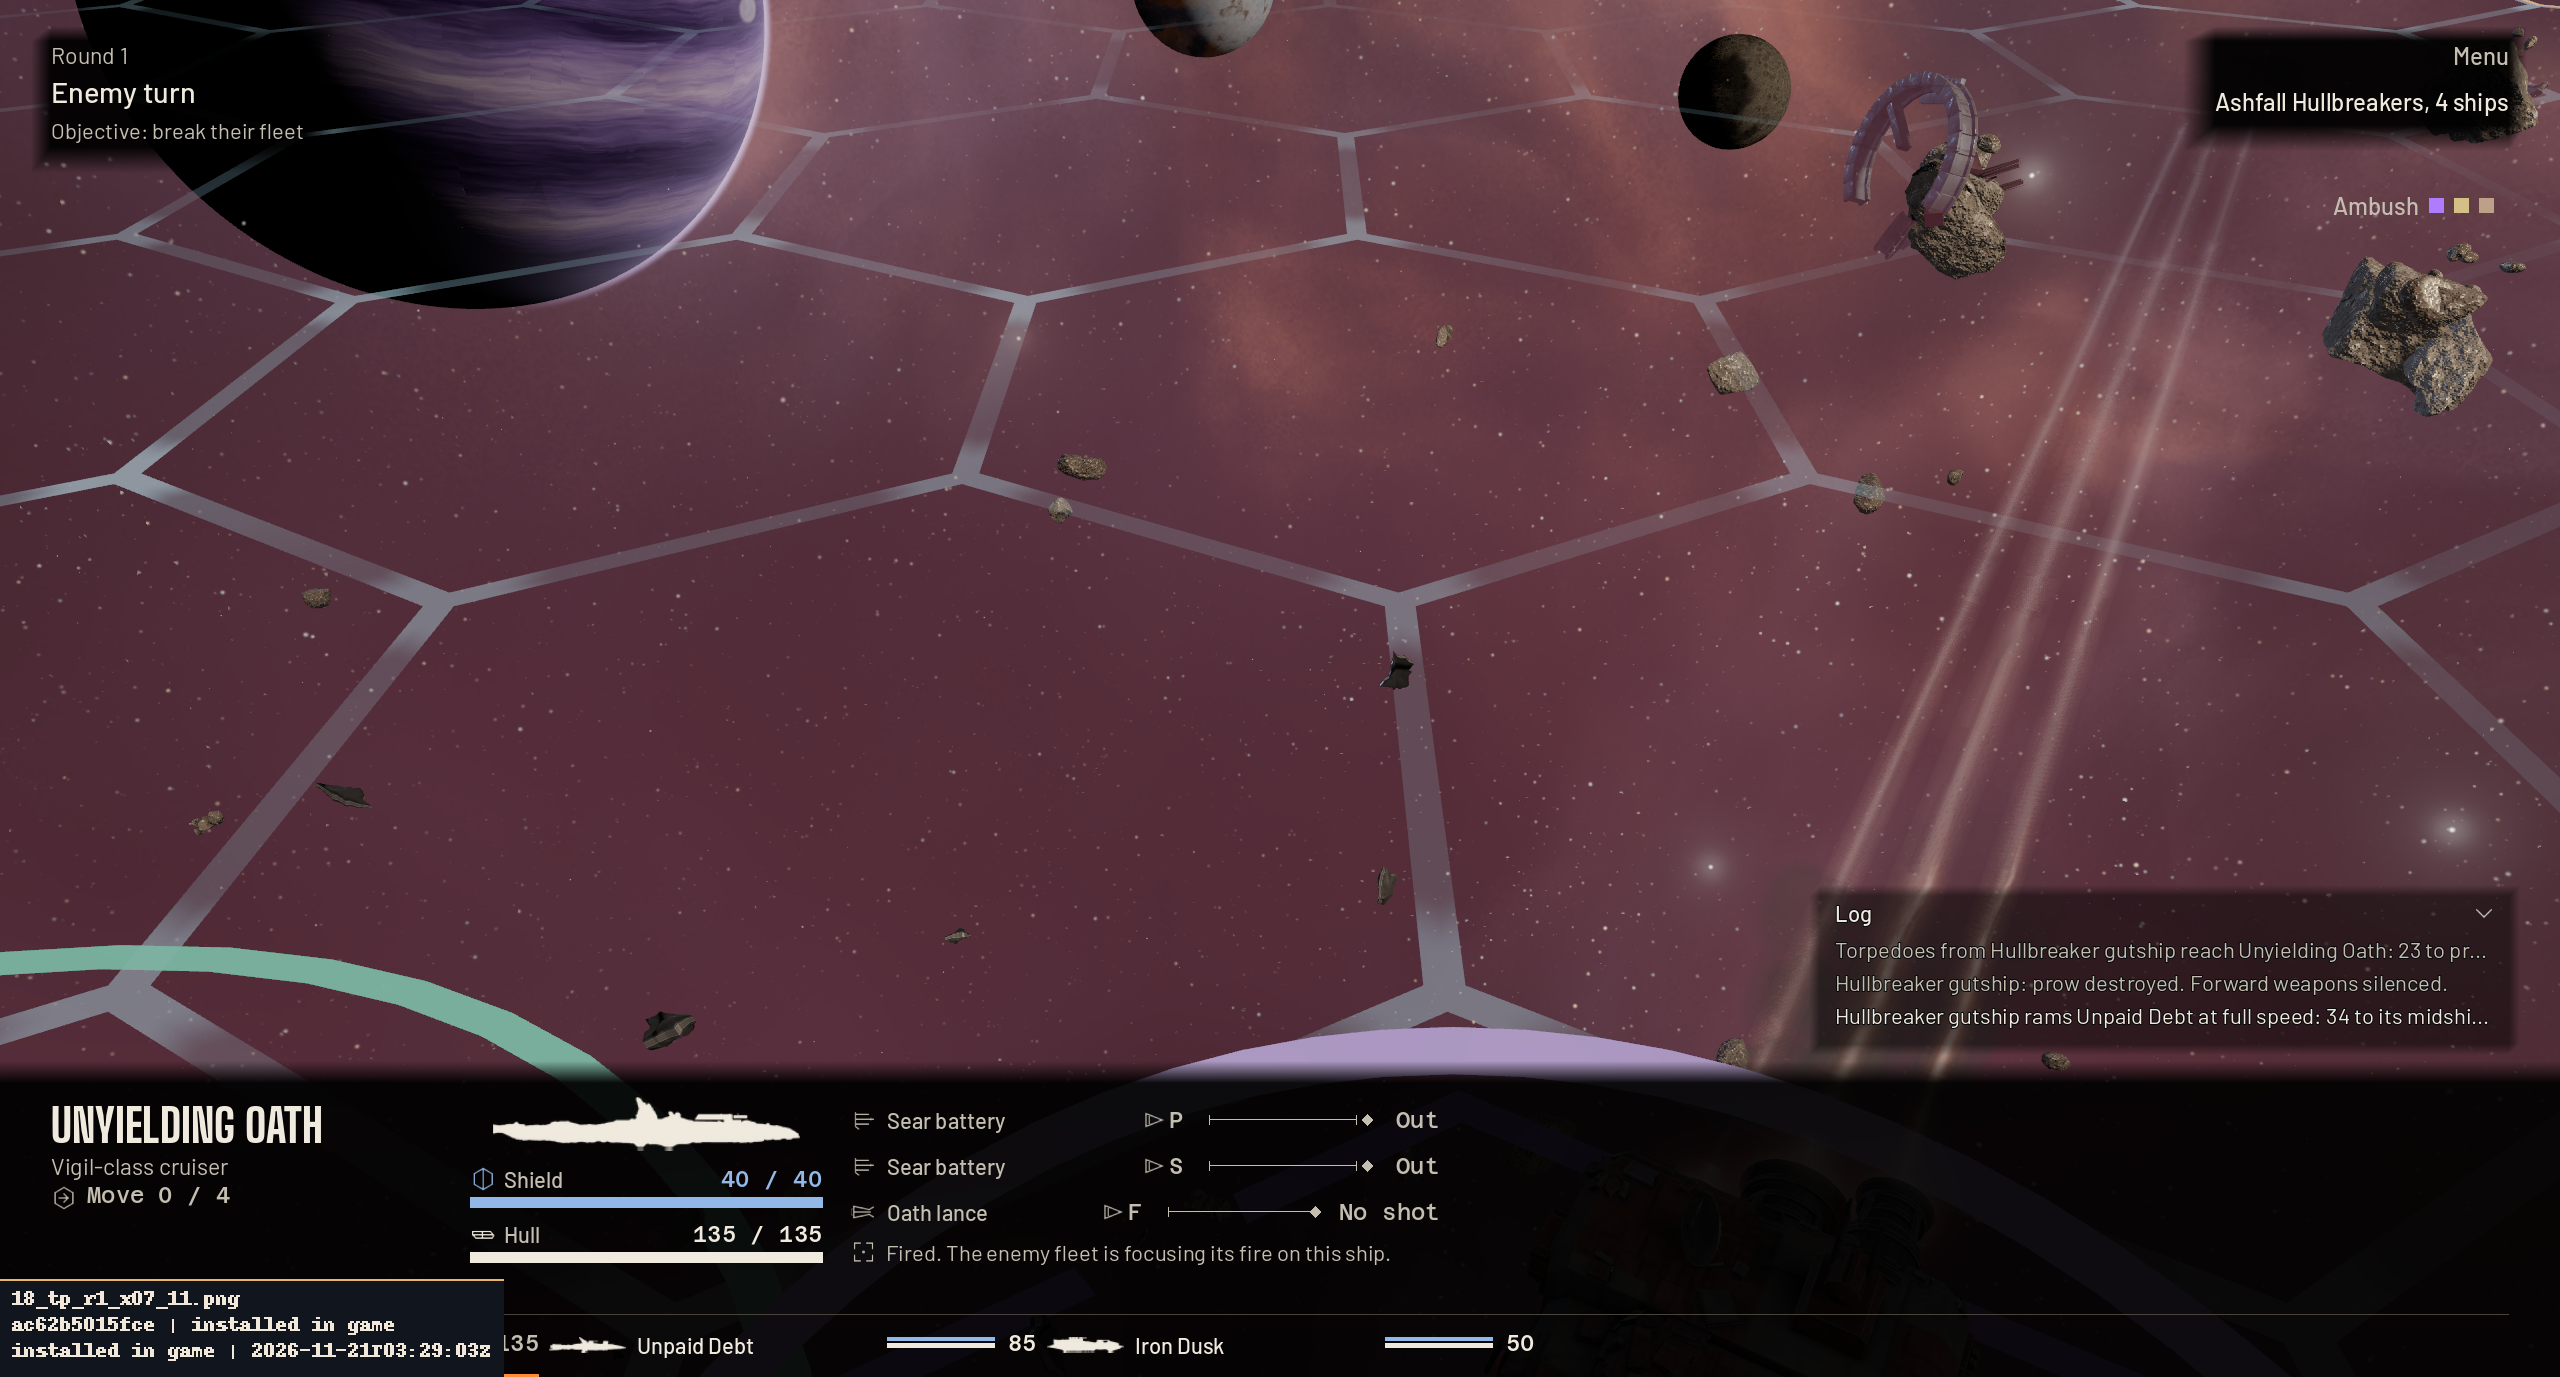 Round 1
Enemy turn
Objective: break their fleet
Menu
Ashfall Hullbreakers, 4 ships
Ambush
Log
Torpedoes from Hullbreaker gutship reach Unyielding Oath: 23 to pr...
Hullbreaker gutship: prow destroyed. Forward weapons silenced.
Hullbreaker gutship rams Unpaid Debt at full speed: 34 to its midshi...
UNYIELDING OATH
Vigil-class cruiser
Move 0 / 4
Shield 40 / 40
Hull 135 / 135
Sear battery P Out
Sear battery S Out
Oath lance F No shot
Fired. The enemy fleet is focusing its fire on this ship.
18_tp_r1_x07_11.png
ac62b5015fce | installed in game
installed in game | 2026-11-21T03:29:03Z
135 Unpaid Debt 85 Iron Dusk 50